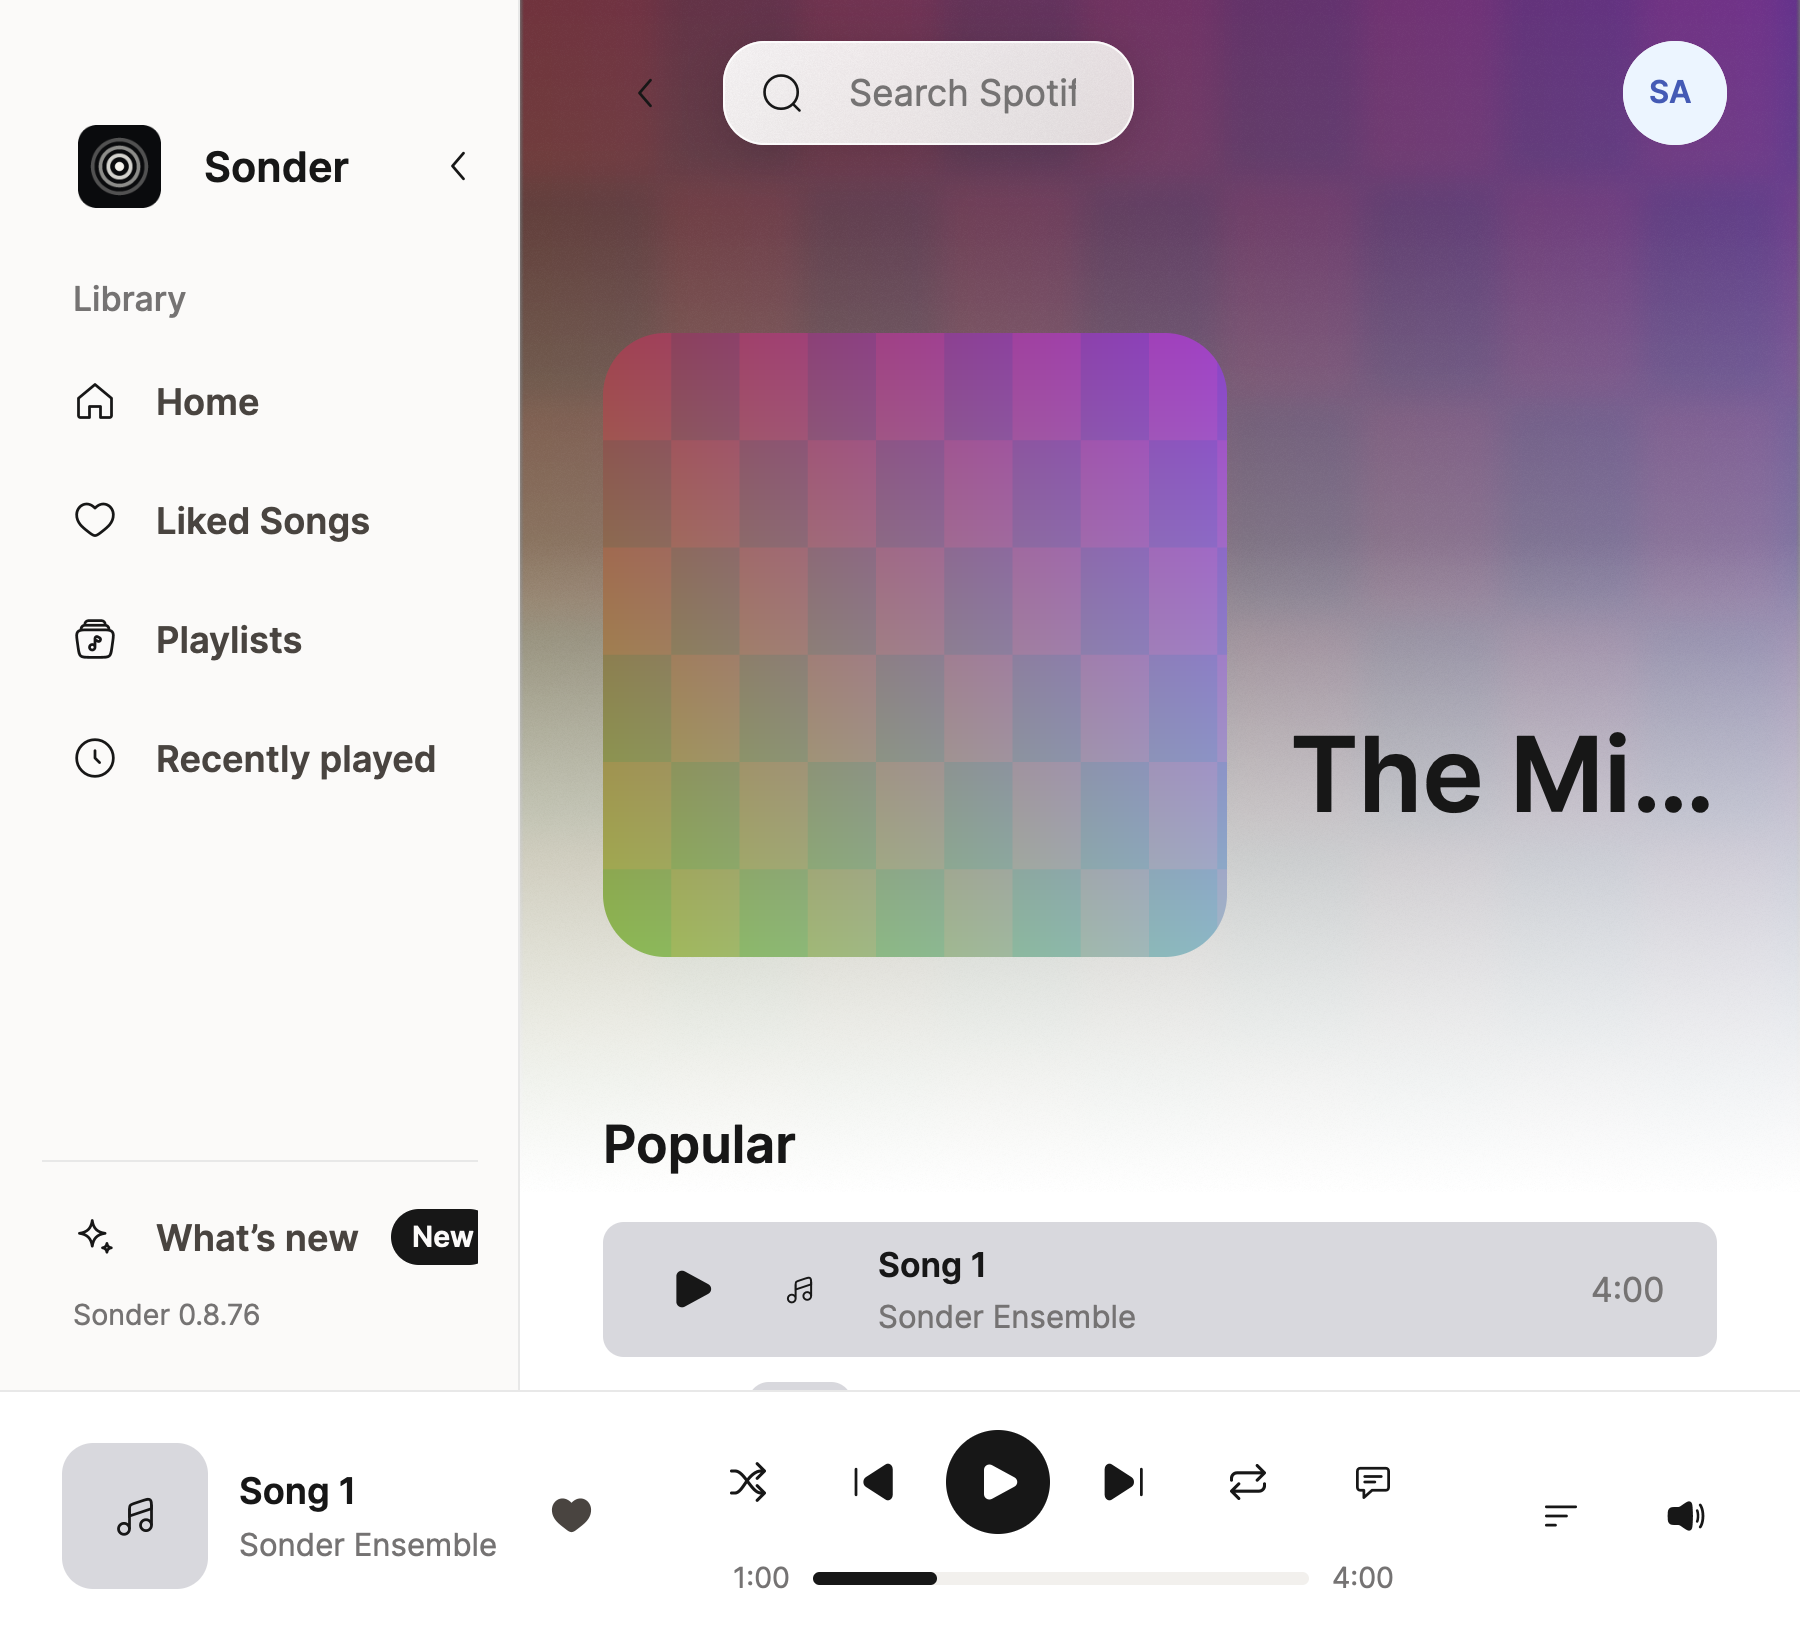 Sonder
Library
Home
Liked Songs
Playlists
Recently played
What’s new
New
Sonder 0.8.76
Search Spotif
SA
The Mi...
Popular
Song 1
Sonder Ensemble
4:00
Song 1
Sonder Ensemble
1:00
4:00